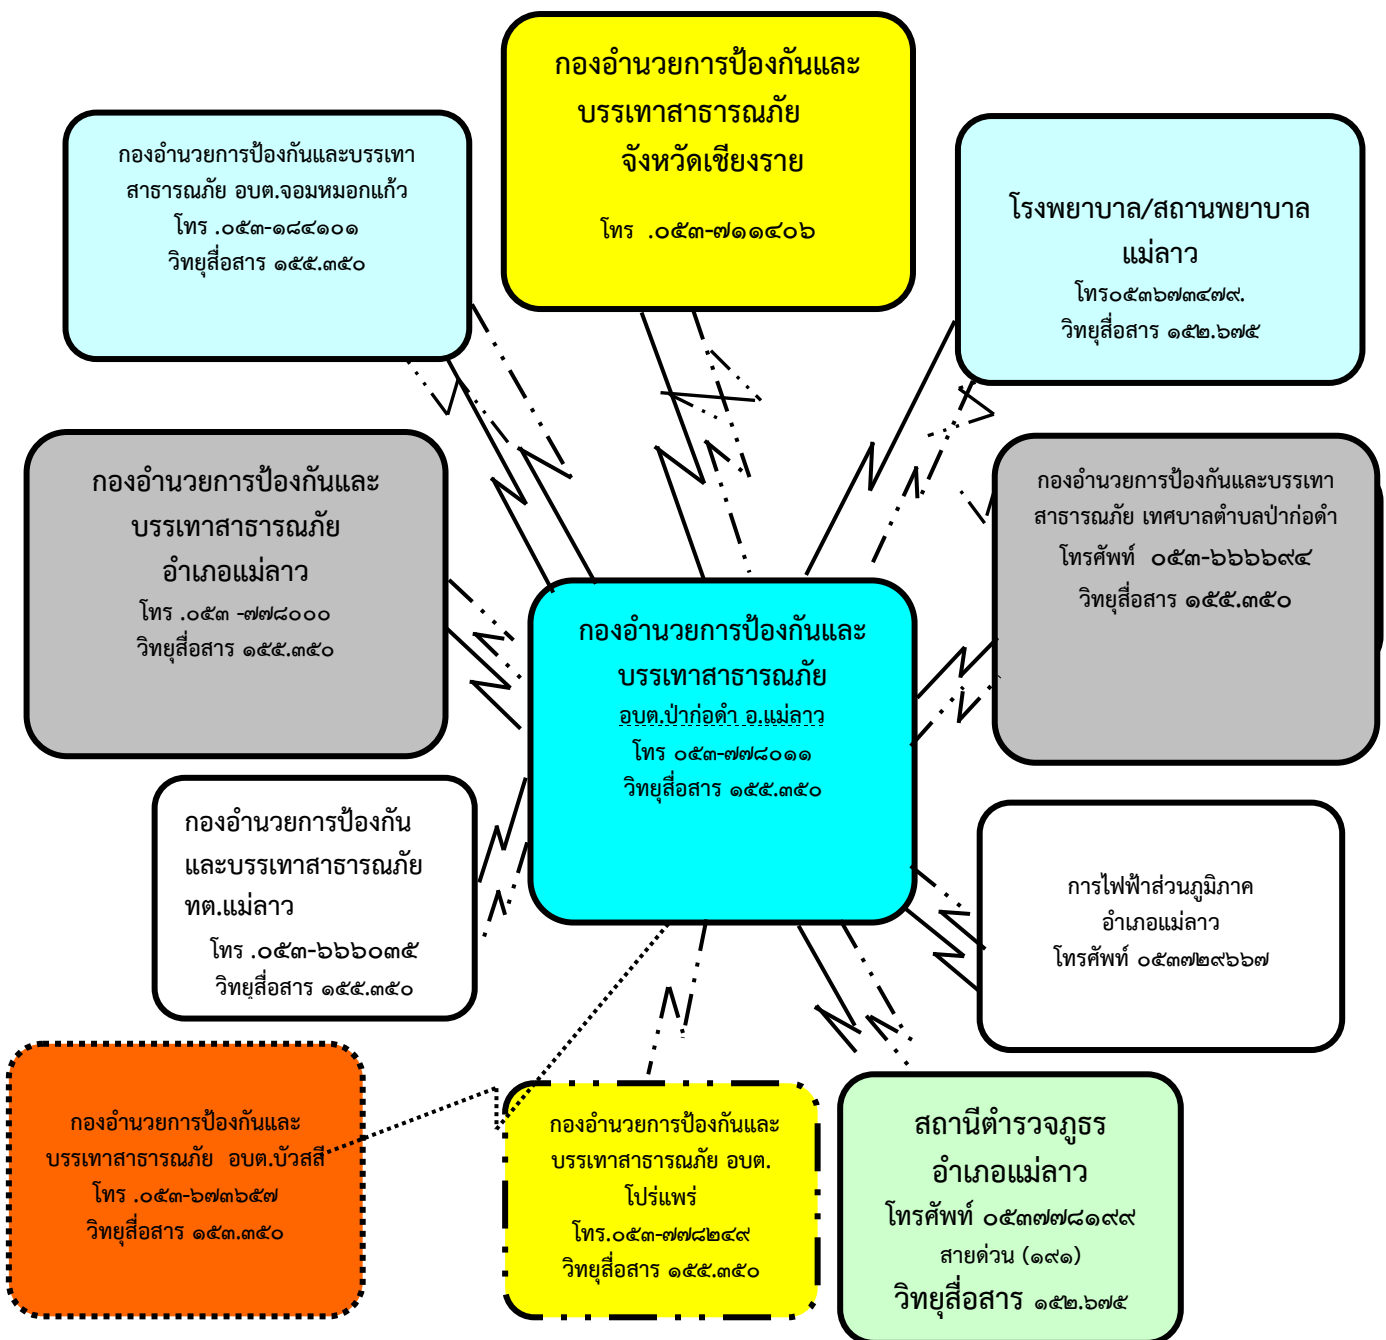 กองอำนวยการป้องกันและ
บรรเทาสาธารณภัย
จังหวัดเชียงราย
โทร .๐๕๓-๗๑๑๔๐๖
กองอำนวยการป้องกันและบรรเทา
สาธารณภัย อบต.จอมหมอกแก้ว
โทร .๐๕๓-๑๘๔๑๐๑
วิทยุสื่อสาร ๑๕๕.๓๕๐
โรงพยาบาล/สถานพยาบาล
แม่ลาว
โทร๐๕๓๖๗๓๔๗๙.
วิทยุสื่อสาร ๑๕๒.๖๗๕
กองอำนวยการป้องกันและ
บรรเทาสาธารณภัย
อำเภอแม่ลาว
โทร .๐๕๓ -๗๗๘๐๐๐
วิทยุสื่อสาร ๑๕๕.๓๕๐
กองอำนวยการป้องกันและบรรเทา
สาธารณภัย เทศบาลตำบลป่าก่อดำ
โทรศัพท์ ๐๕๓-๖๖๖๖๙๔
วิทยุสื่อสาร ๑๕๕.๓๕๐
กองอำนวยการป้องกันและ
บรรเทาสาธารณภัย
อบต.ป่าก่อดำ อ.แม่ลาว
โทร ๐๕๓-๗๗๘๐๑๑
วิทยุสื่อสาร ๑๕๕.๓๕๐
กองอำนวยการป้องกัน
และบรรเทาสาธารณภัย
ทต.แม่ลาว
โทร .๐๕๓-๖๖๖๐๓๕
วิทยุสื่อสาร ๑๕๕.๓๕๐
การไฟฟ้าส่วนภูมิภาค
อำเภอแม่ลาว
โทรศัพท์ ๐๕๓๗๒๙๖๖๗
กองอำนวยการป้องกันและ
บรรเทาสาธารณภัย อบต.บัวสลี
โทร .๐๕๓-๖๗๓๖๕๗
วิทยุสื่อสาร ๑๕๓.๓๕๐
กองอำนวยการป้องกันและ
บรรเทาสาธารณภัย อบต.
โปร่แพร่
โทร.๐๕๓-๗๗๘๒๔๙
วิทยุสื่อสาร ๑๕๕.๓๕๐
สถานีตำรวจภูธร
อำเภอแม่ลาว
โทรศัพท์ ๐๕๓๗๗๘๑๙๙
สายด่วน (๑๙๑)
วิทยุสื่อสาร ๑๕๒.๖๗๕